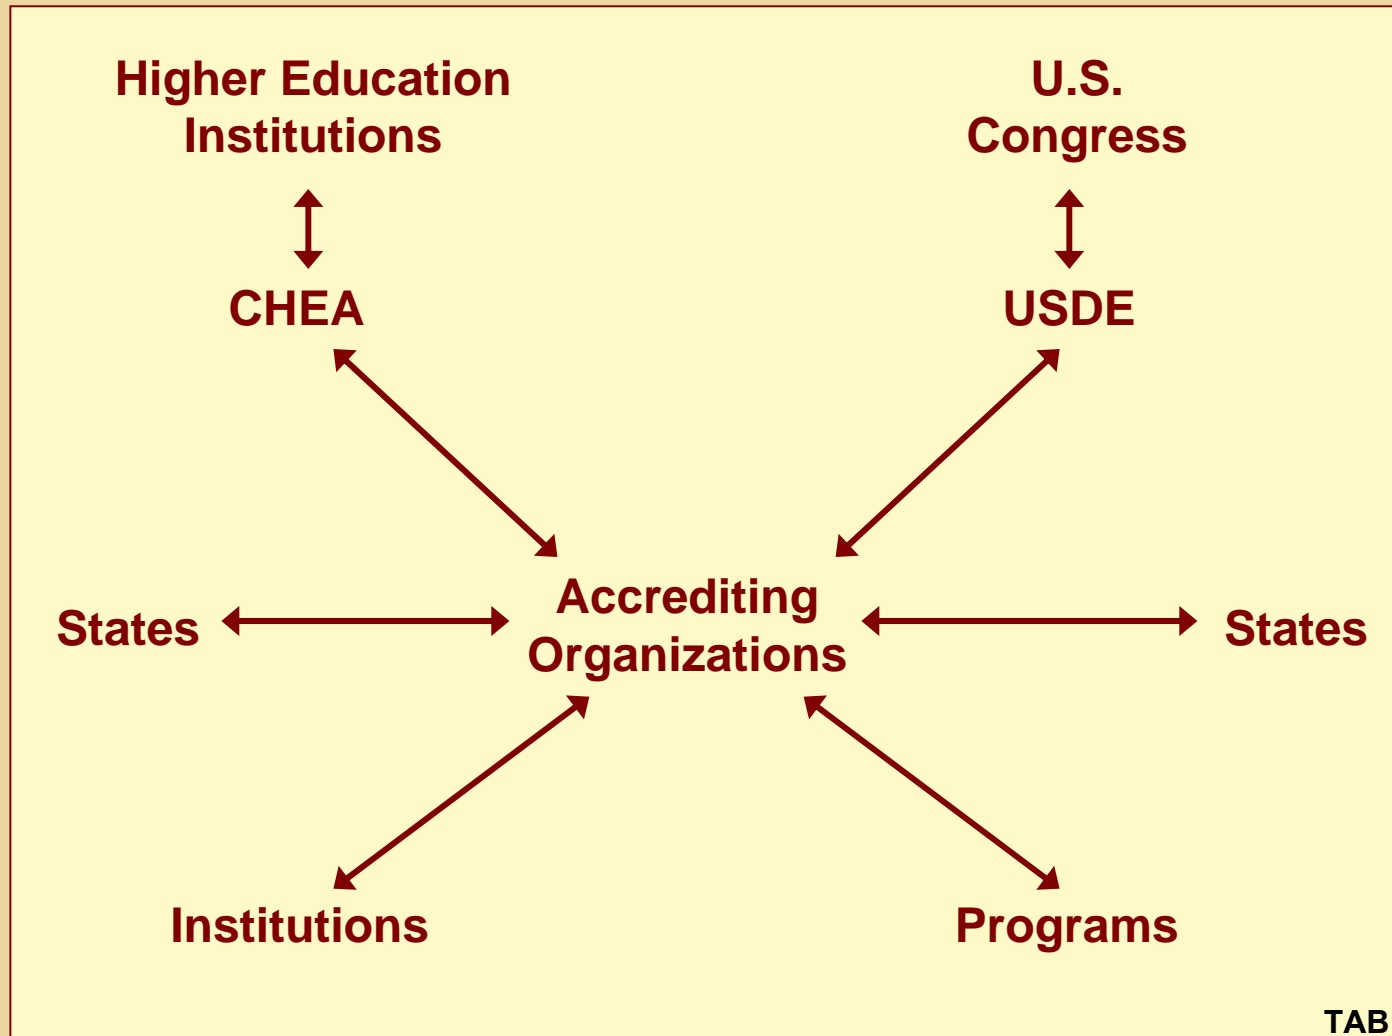 Higher Education
Institutions
U.S.
Congress
CHEA
USDE
States
Accrediting
Organizations
States
Institutions
Programs
TAB